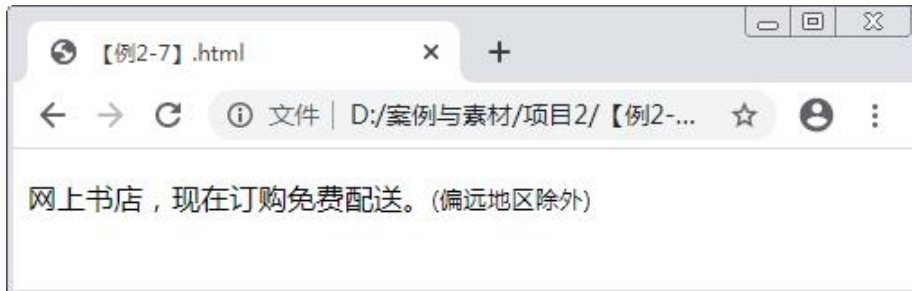 【例2-7】.html
文件 | D:/案例与素材/项目2/【例2-...
网上书店，现在订购免费配送。(偏远地区除外)